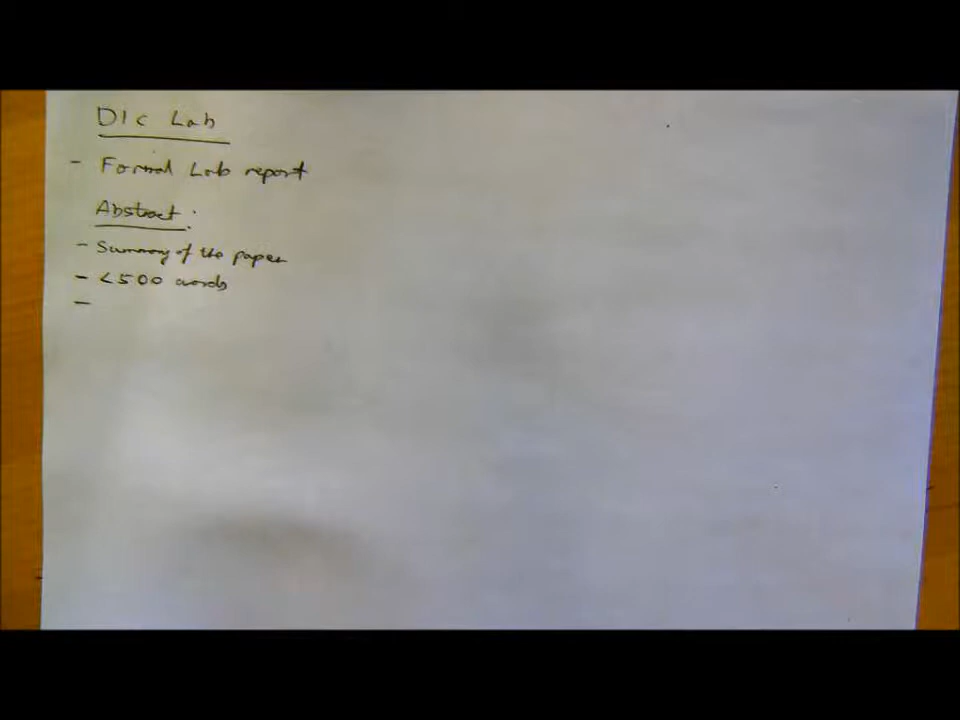 DIC Lab
- Formal Lab report
Abstract :
- Summary of the paper
- <500 words
-